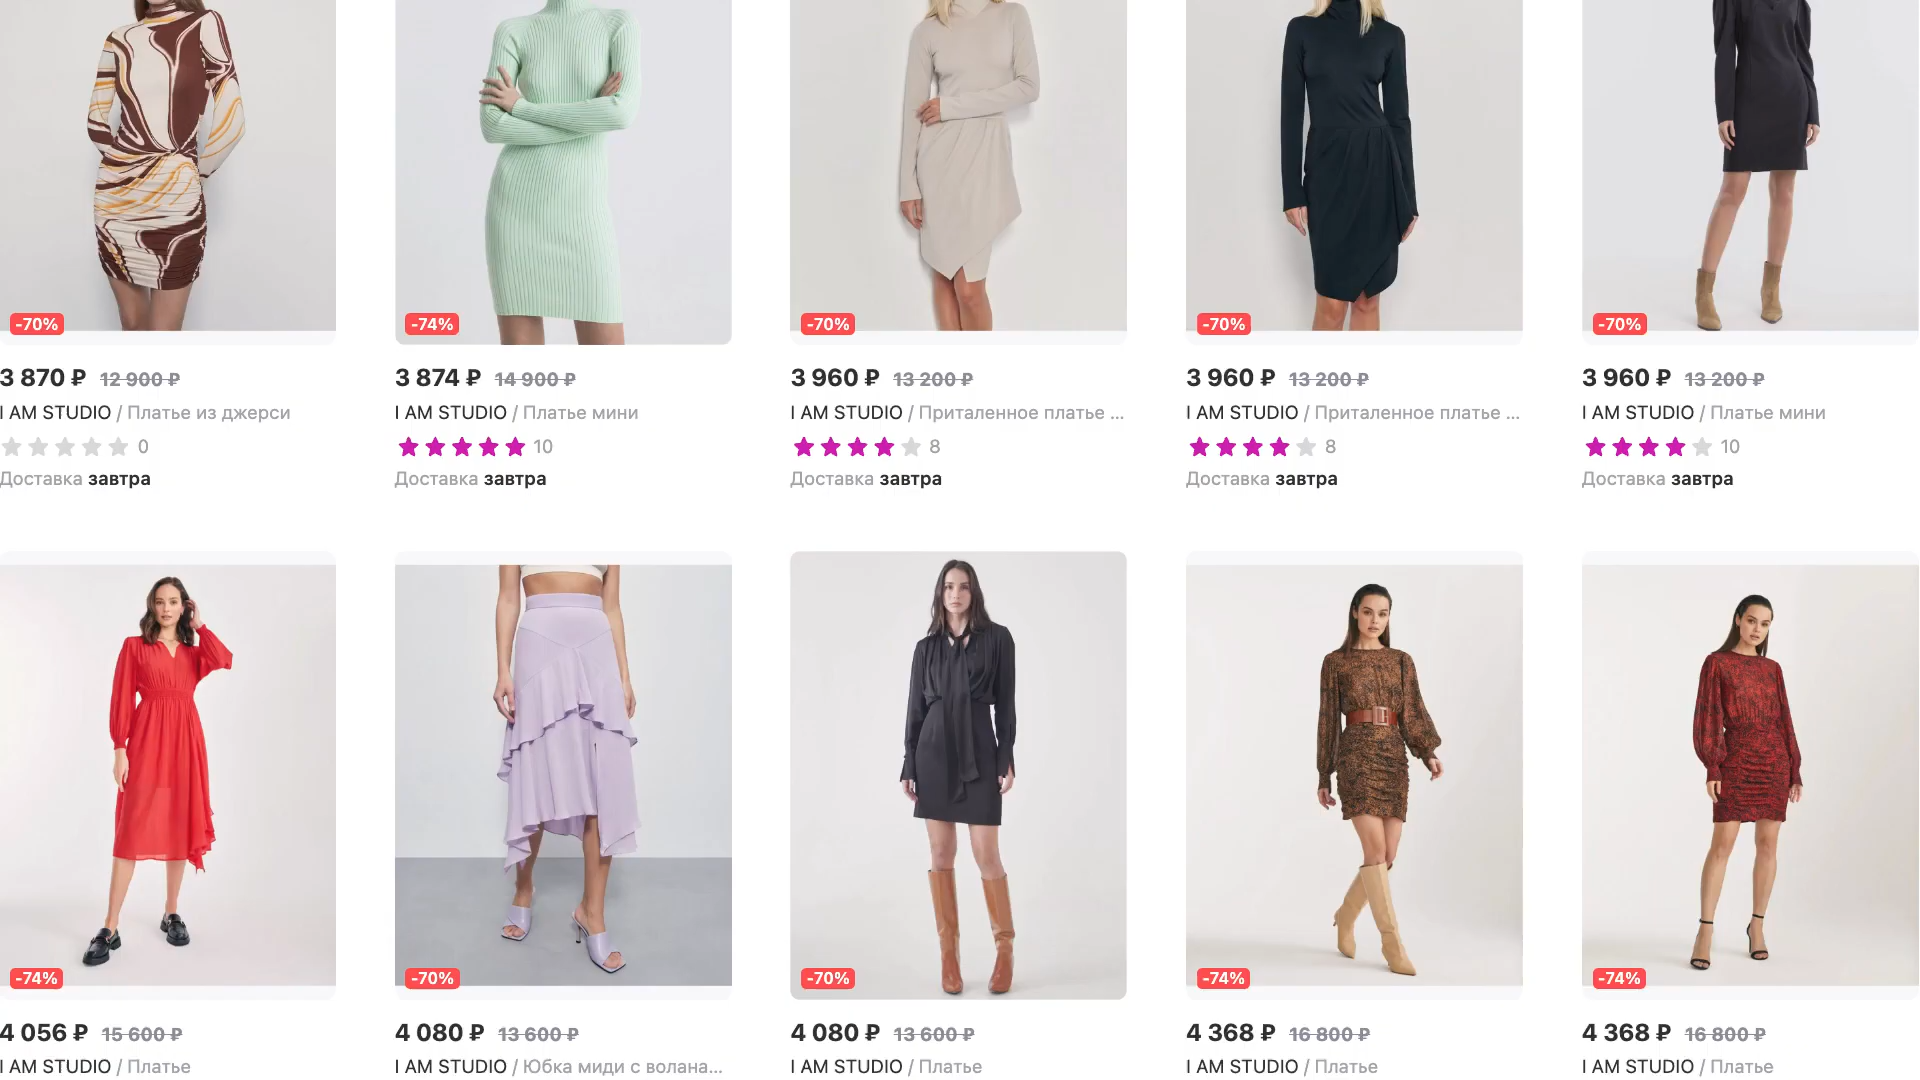 -70%
-74%
-70%
-70%
-70%
3 870 ₽ 12 900 ₽
3 874 ₽ 14 900 ₽
3 960 ₽ 13 200 ₽
3 960 ₽ 13 200 ₽
3 960 ₽ 13 200 ₽
I AM STUDIO / Платье из джерси
I AM STUDIO / Платье мини
I AM STUDIO / Приталенное платье ...
I AM STUDIO / Приталенное платье ...
I AM STUDIO / Платье мини
0
10
8
8
10
Доставка завтра
Доставка завтра
Доставка завтра
Доставка завтра
Доставка завтра
-74%
-70%
-70%
-74%
-74%
4 056 ₽ 15 600 ₽
4 080 ₽ 13 600 ₽
4 080 ₽ 13 600 ₽
4 368 ₽ 16 800 ₽
4 368 ₽ 16 800 ₽
I AM STUDIO / Платье
I AM STUDIO / Юбка миди с волана...
I AM STUDIO / Платье
I AM STUDIO / Платье
I AM STUDIO / Платье